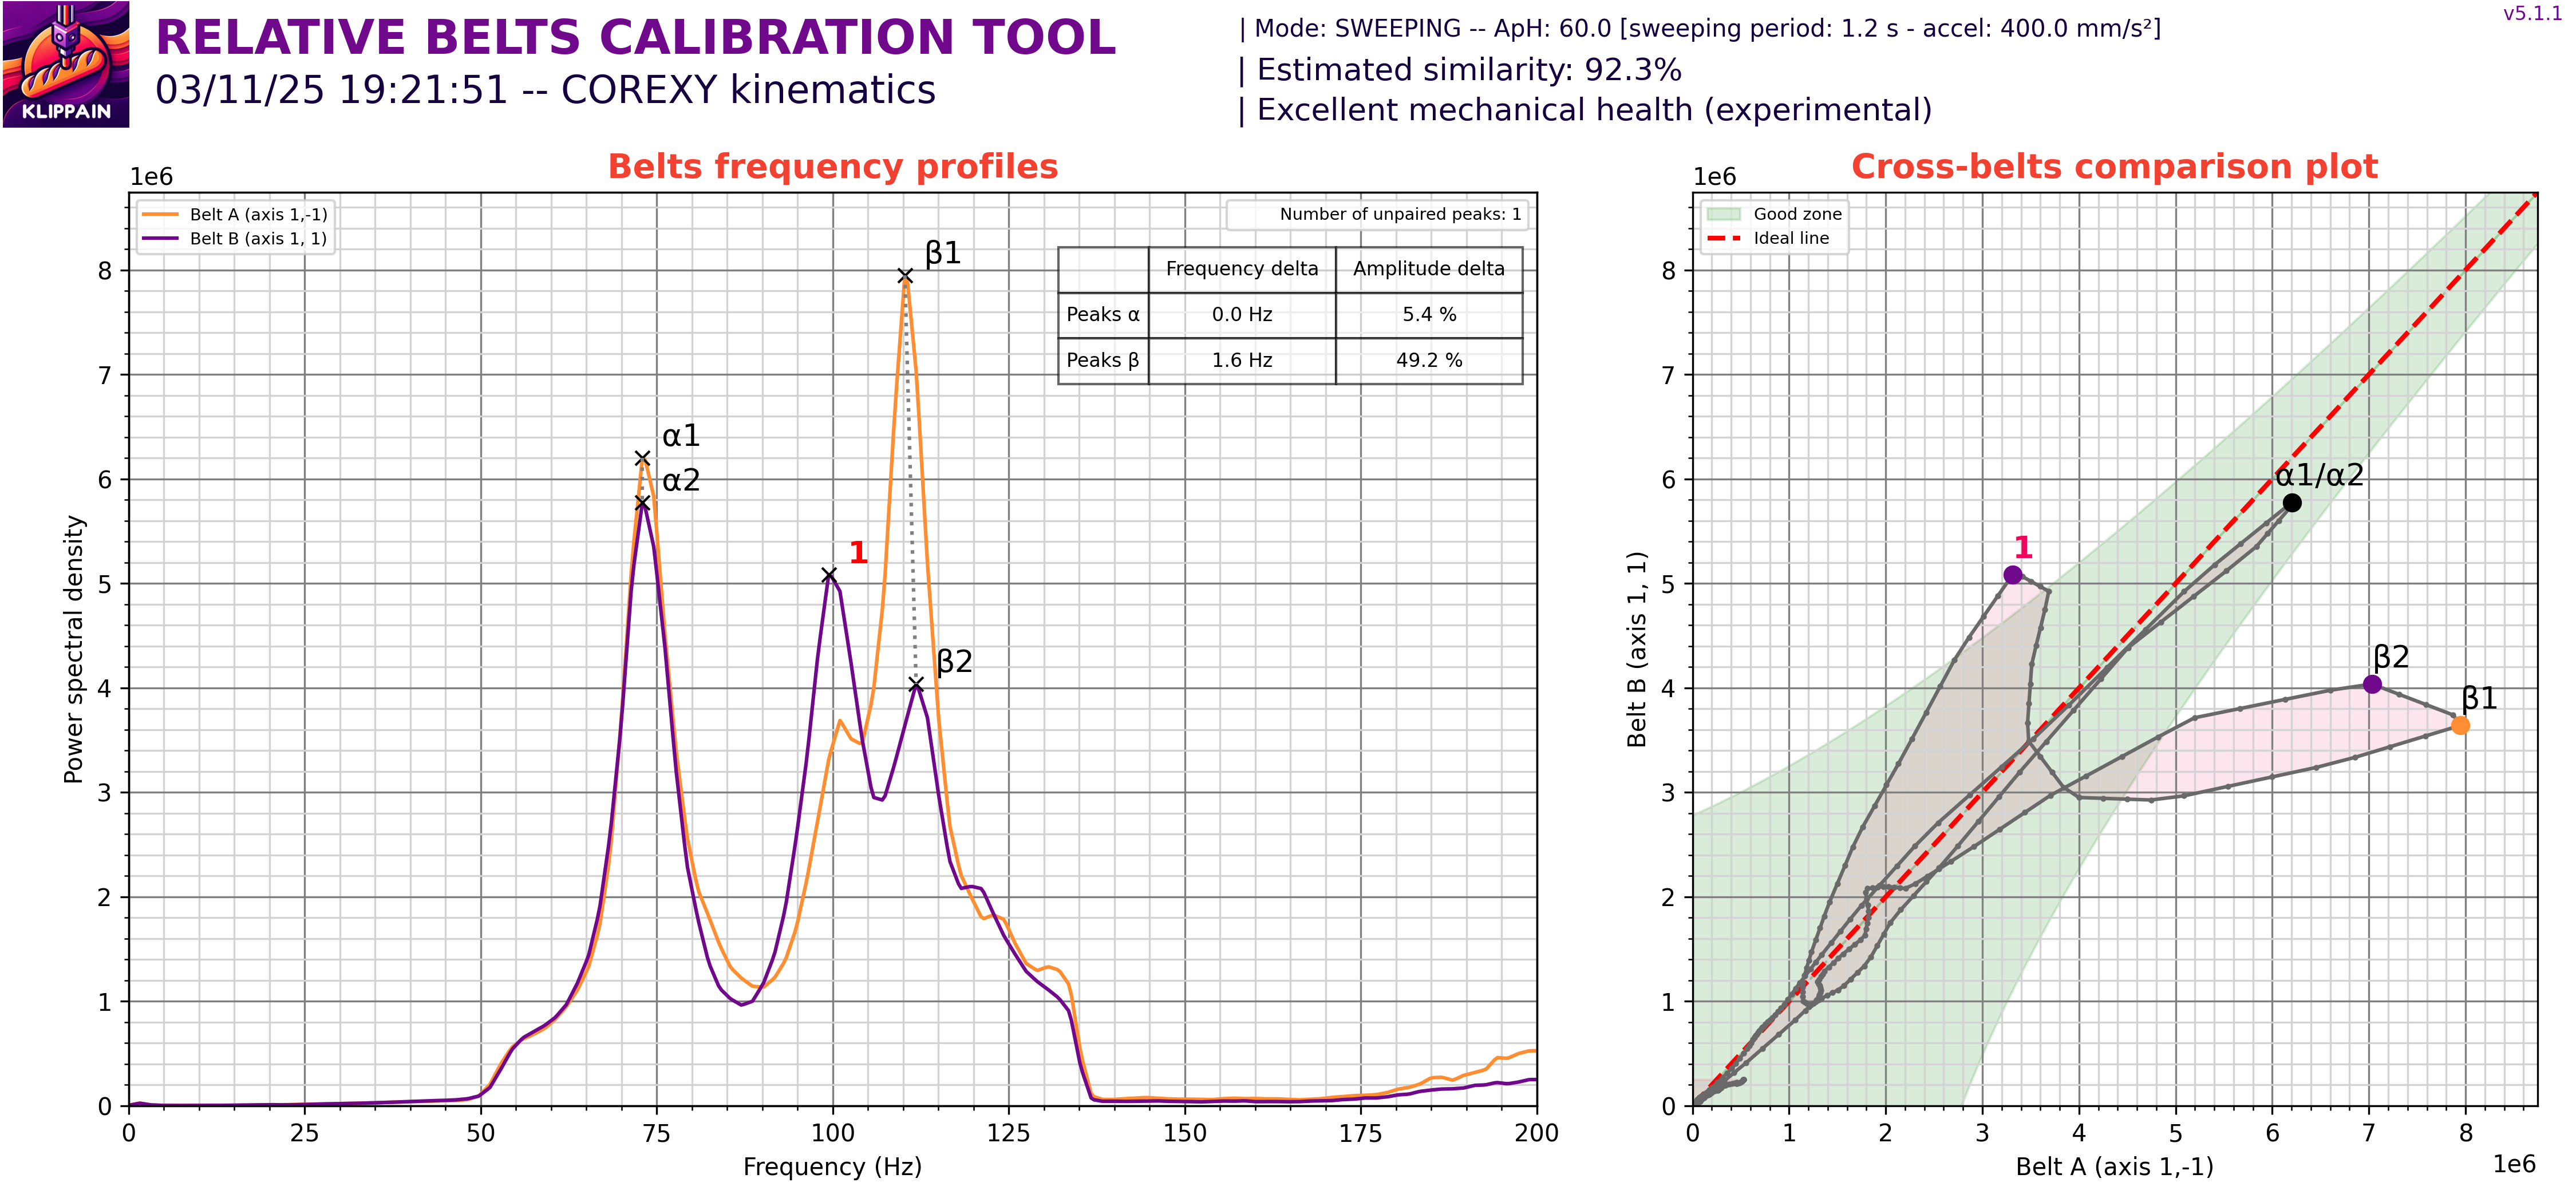 KLIPPAIN
RELATIVE BELTS CALIBRATION TOOL
03/11/25 19:21:51 -- COREXY kinematics
| Mode: SWEEPING -- ApH: 60.0 [sweeping period: 1.2 s - accel: 400.0 mm/s²]
| Estimated similarity: 92.3%
| Excellent mechanical health (experimental)
v5.1.1
Belts frequency profiles
1e6
Belt A (axis 1,-1)
Belt B (axis 1, 1)
Number of unpaired peaks: 1
Frequency delta Amplitude delta
Peaks α 0.0 Hz 5.4 %
Peaks β 1.6 Hz 49.2 %
β1
α1
α2
1
β2
8
7
6
5
4
3
2
1
0
Power spectral density
0 25 50 75 100 125 150 175 200
Frequency (Hz)
Cross-belts comparison plot
1e6
Good zone
Ideal line
α1/α2
1
β2
β1
8
7
6
5
4
3
2
1
0
Belt B (axis 1, 1)
0 1 2 3 4 5 6 7 8
Belt A (axis 1,-1)
1e6